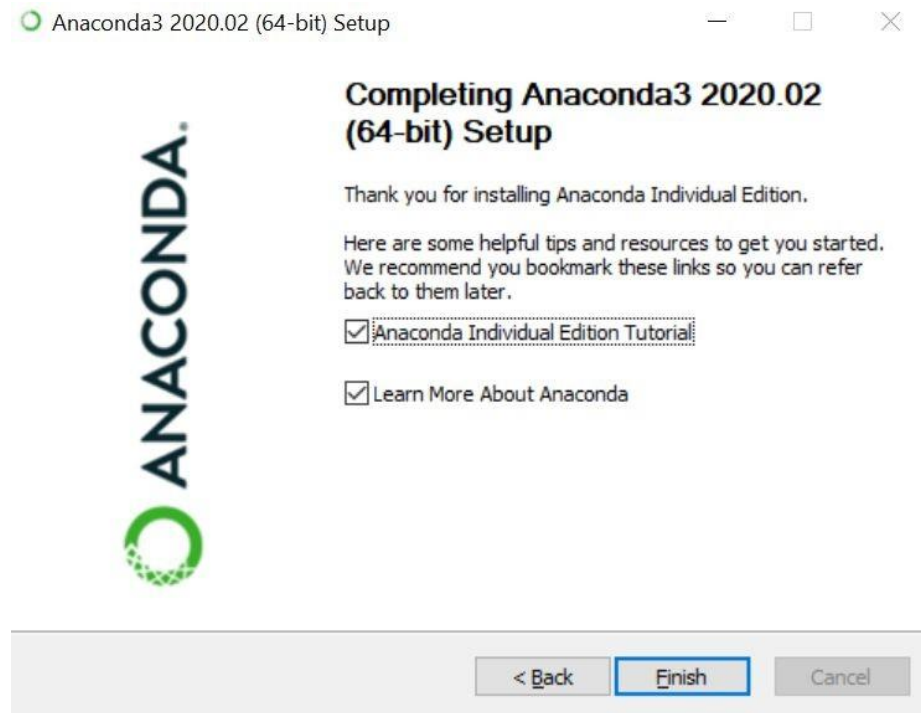 Anaconda3 2020.02 (64-bit) Setup
Completing Anaconda3 2020.02
(64-bit) Setup
Thank you for installing Anaconda Individual Edition.
Here are some helpful tips and resources to get you started.
We recommend you bookmark these links so you can refer
back to them later.
Anaconda Individual Edition Tutorial
Learn More About Anaconda
ANACONDA.
< Back
Finish
Cancel